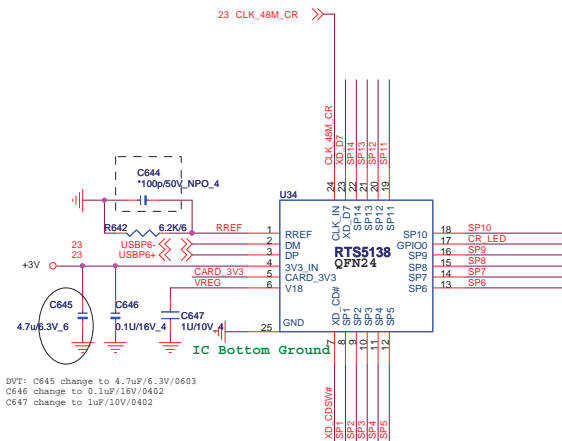 23 CLK_48M_CR
CLK_48M_CR
XD_D7
SP14
SP13
SP12
SP11
24
23
22
21
20
19
C644
*100p/50V_NPO_4
U34
CLK_IN
XD_D7
SP14
SP13
SP12
SP11
R642 6.2K/6
RREF 1 RREF
23 USBP6- 2 DM
23 USBP6+ 3 DP
+3V 4 3V3_IN
CARD_3V3 5 CARD_3V3
VREG 6 V18
RTS5138
QFN24
SP10 18 SP10
GPIO0 17 CR_LED
SP9 16 SP9
SP8 15 SP8
SP7 14 SP7
SP6 13 SP6
C645
4.7u/6.3V_6
C646
0.1U/16V_4
C647
1U/10V_4
25 GND
XD_CD#
SP1
SP2
SP3
SP4
SP5
IC Bottom Ground
7
8
9
10
11
12
XD_CDSW#
SP1
SP2
SP3
SP4
SP5
DVT: C645 change to 4.7uF/6.3V/0603
C646 change to 0.1uF/16V/0402
C647 change to 1uF/10V/0402